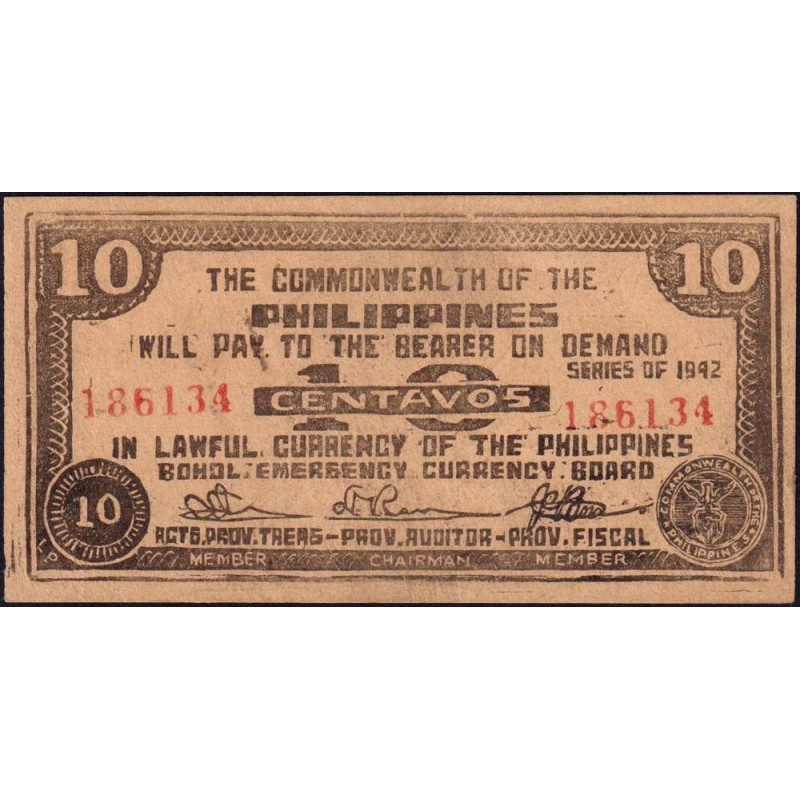 10 10
THE COMMONWEALTH OF THE
PHILIPPINES
WILL PAY TO THE BEARER ON DEMAND
SERIES OF 1942
10
186134 CENTAVOS 186134
IN LAWFUL CURRENCY OF THE PHILIPPINES
BOHOL EMERGENCY CURRENCY BOARD
10
COMMONWEALTH OF THE PHILIPPINES
ACTG.PROV.TREAS-PROV.AUDITOR-PROV.FISCAL
MEMBER CHAIRMAN MEMBER